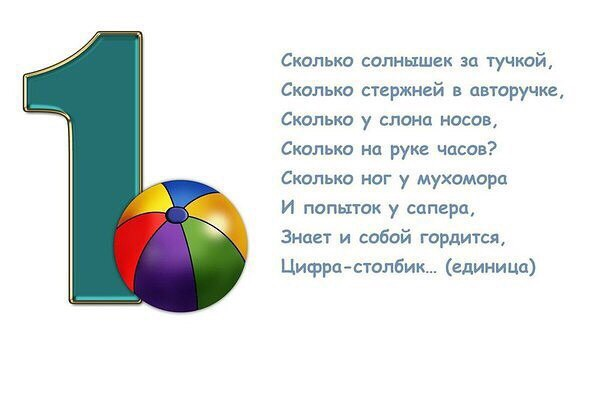 1
Сколько солнышек за тучкой,
Сколько стержней в авторучке,
Сколько у слона носов,
Сколько на руке часов?
Сколько ног у мухомора
И попыток у сапера,
Знает и собой гордится,
Цифра-столбик... (единица)